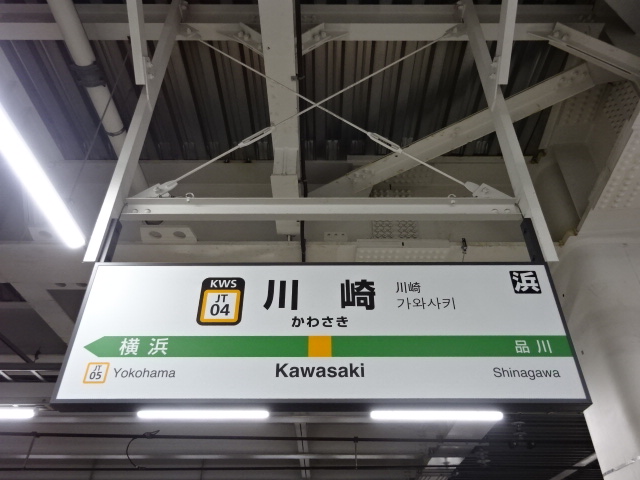 KWS
JT
04
川崎
かわさき
川崎
가와사키
浜
横浜
品川
JT
05
Yokohama
Kawasaki
Shinagawa